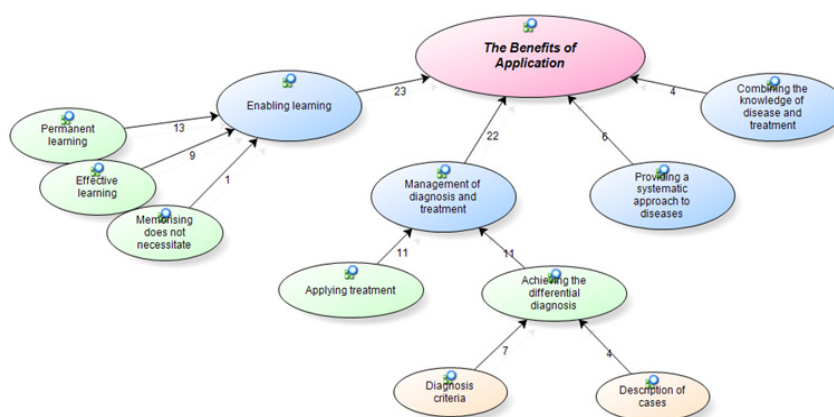 The Benefits of
Application
Enabling learning
23
4
Combining the
knowledge of
disease and
treatment
Permanent
learning
13
9
Effective
learning
1
Memorising does not
necessitate
22
6
Management of
diagnosis and
treatment
Providing a
systematic
approach to
diseases
11
11
Applying treatment
Achieving the
differential
diagnosis
7
4
Diagnosis
criteria
Description of
cases